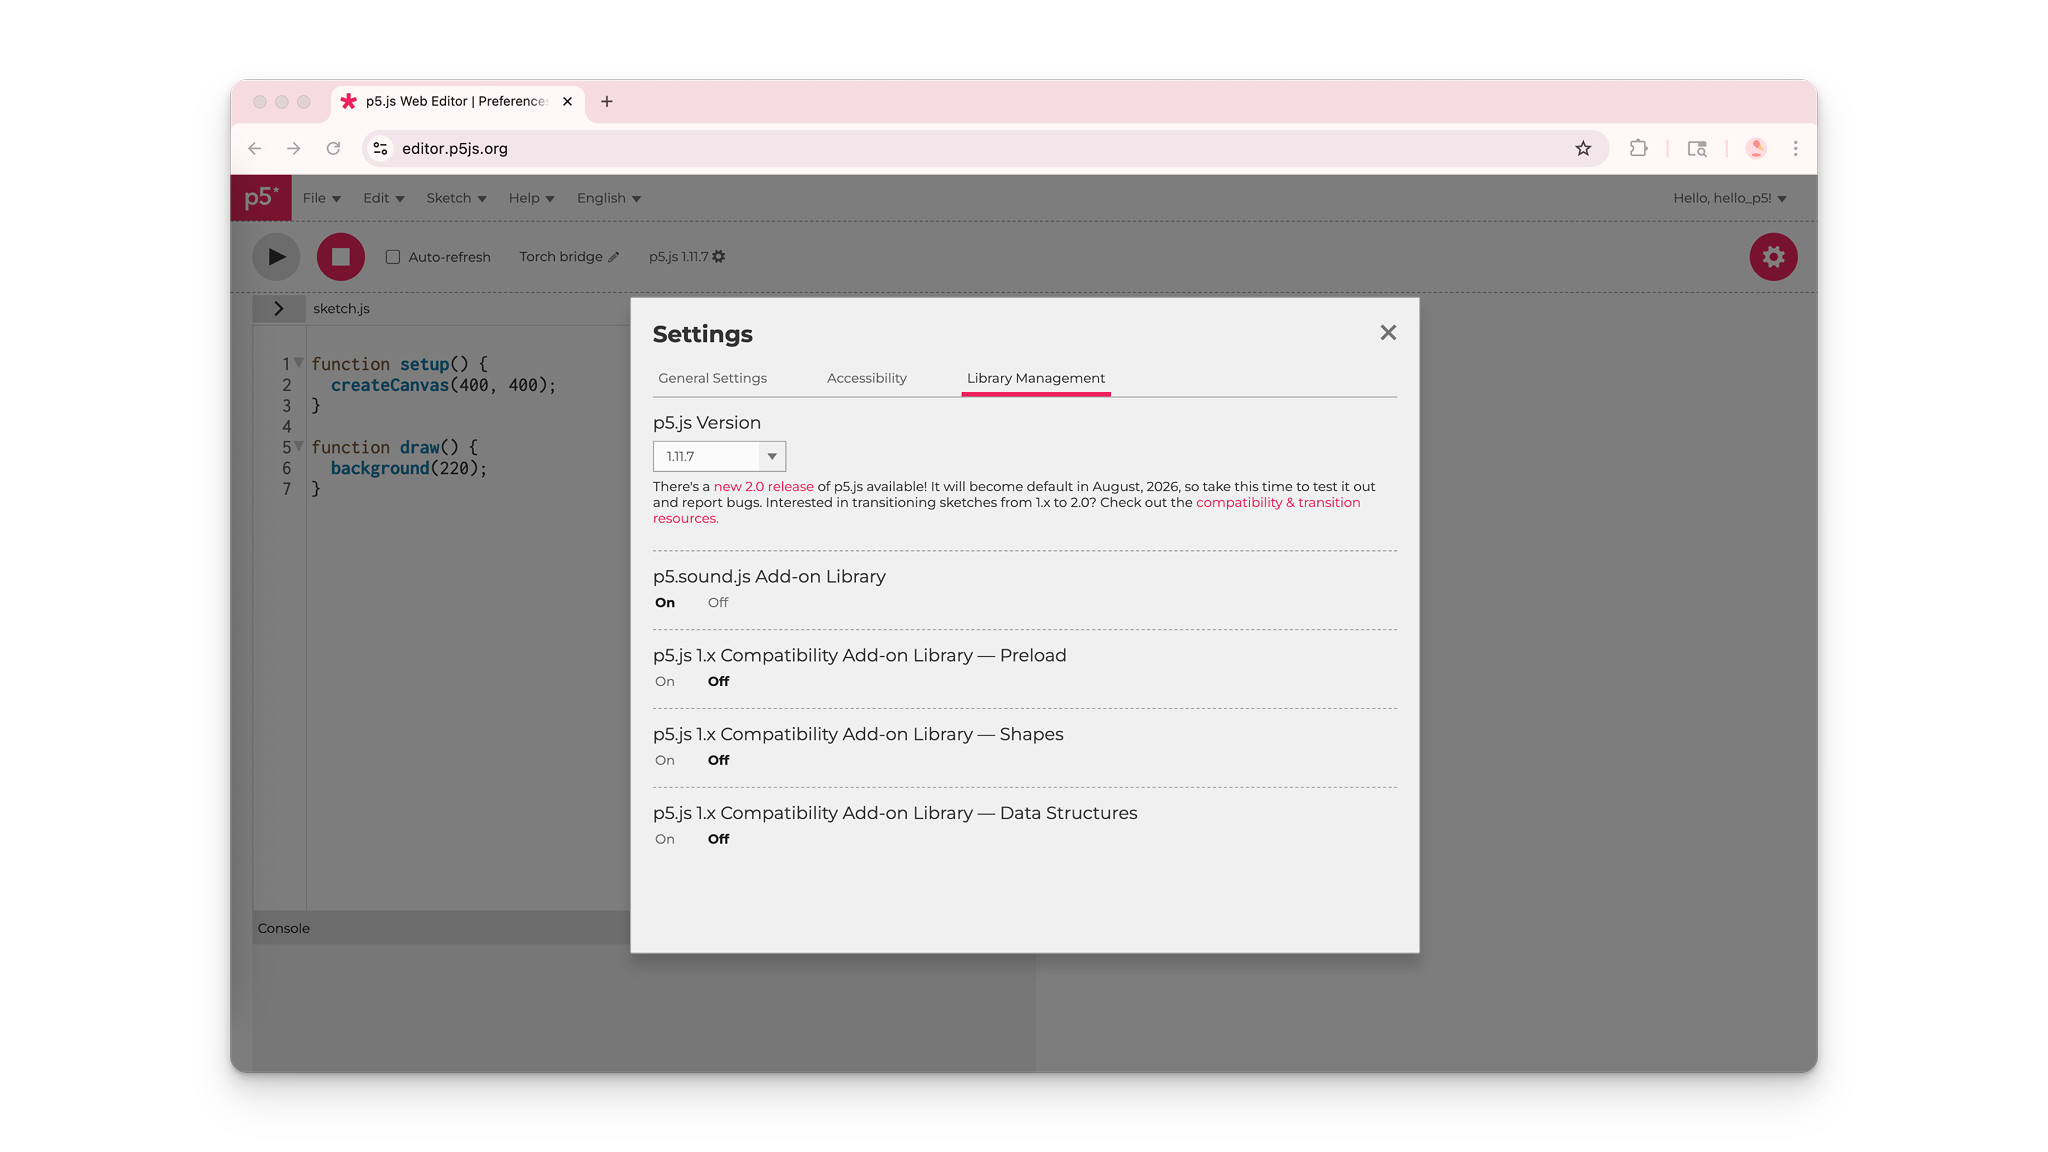 p5.js Web Editor | Preferences
editor.p5js.org
p5*
File
Edit
Sketch
Help
English
Hello, hello_p5!
Auto-refresh
Torch bridge
p5.js 1.11.7
sketch.js
1 function setup() {
2 createCanvas(400, 400);
3 }
4
5 function draw() {
6 background(220);
7 }
Console
Settings
General Settings
Accessibility
Library Management
p5.js Version
1.11.7
There's a new 2.0 release of p5.js available! It will become default in August, 2026, so take this time to test it out
and report bugs. Interested in transitioning sketches from 1.x to 2.0? Check out the compatibility & transition
resources.
p5.sound.js Add-on Library
On Off
p5.js 1.x Compatibility Add-on Library — Preload
On Off
p5.js 1.x Compatibility Add-on Library — Shapes
On Off
p5.js 1.x Compatibility Add-on Library — Data Structures
On Off